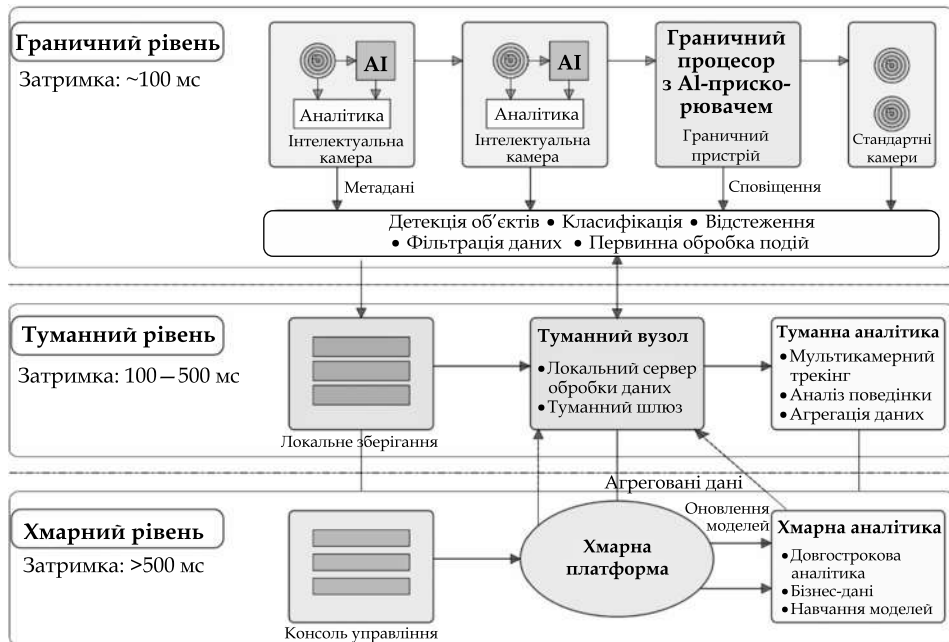 Граничний рівень
Затримка: ~100 мс
AI
Аналітика
Інтелектуальна
камера
AI
Аналітика
Інтелектуальна
камера
Граничний
процесор
з AI-приско-
рювачем
Граничний
пристрій
Стандартні
камери
Метадані
Сповіщення
Детекція об’єктів • Класифікація • Відстеження
• Фільтрація даних • Первинна обробка подій
Туманний рівень
Затримка: 100—500 мс
Локальне зберігання
Туманний вузол
• Локальний сервер
обробки даних
• Туманний шлюз
Туманна аналітика
• Мультикамерний
трекінг
• Аналіз поведінки
• Агрегація даних
Агреговані дані
Оновлення
моделей
Хмарний рівень
Затримка: >500 мс
Консоль управління
Хмарна
платформа
Хмарна аналітика
• Довгострокова
аналітика
• Бізнес-дані
• Навчання моделей